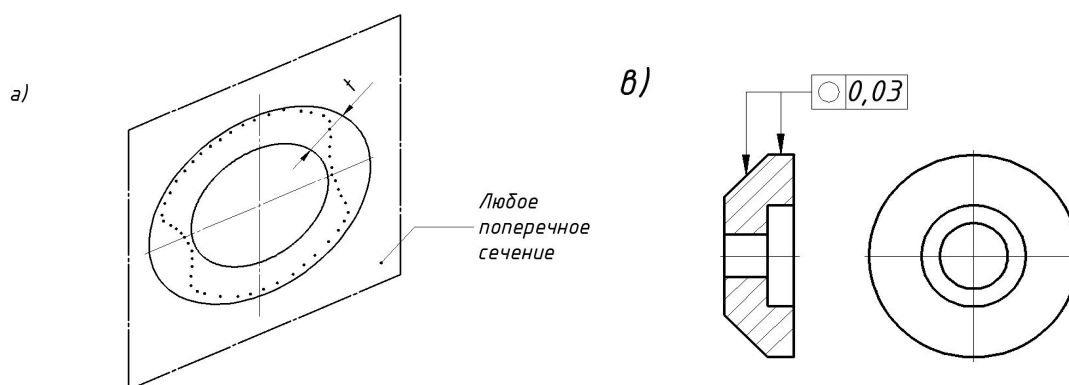 а)
t
Любое
поперечное
сечение
в)
0,03